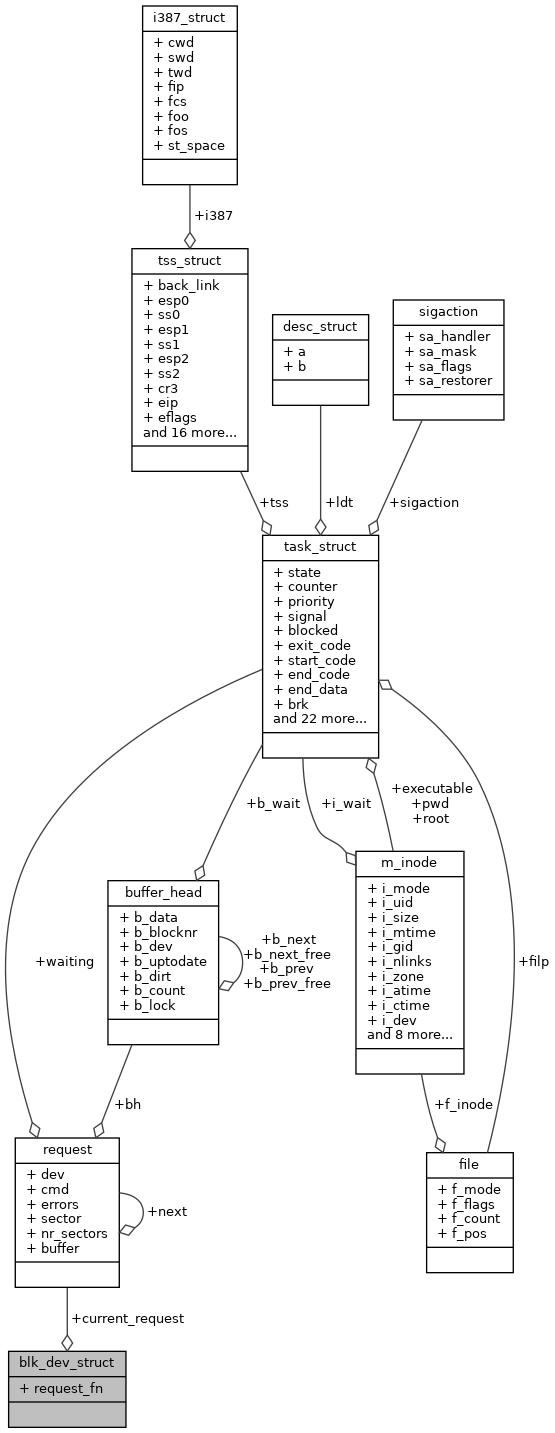 i387_struct
+ cwd
+ swd
+ twd
+ fip
+ fcs
+ foo
+ fos
+ st_space
+i387
tss_struct
+ back_link
+ esp0
+ ss0
+ esp1
+ ss1
+ esp2
+ ss2
+ cr3
+ eip
+ eflags
and 16 more...
desc_struct
+ a
+ b
sigaction
+ sa_handler
+ sa_mask
+ sa_flags
+ sa_restorer
+tss
+ldt
+sigaction
task_struct
+ state
+ counter
+ priority
+ signal
+ blocked
+ exit_code
+ start_code
+ end_code
+ end_data
+ brk
and 22 more...
+b_wait
+i_wait
+executable
+pwd
+root
buffer_head
+ b_data
+ b_blocknr
+ b_dev
+ b_uptodate
+ b_dirt
+ b_count
+ b_lock
+b_next
+b_next_free
+b_prev
+b_prev_free
m_inode
+ i_mode
+ i_uid
+ i_size
+ i_mtime
+ i_gid
+ i_nlinks
+ i_zone
+ i_atime
+ i_ctime
+ i_dev
and 8 more...
+waiting
+filp
+bh
+f_inode
request
+ dev
+ cmd
+ errors
+ sector
+ nr_sectors
+ buffer
+next
file
+ f_mode
+ f_flags
+ f_count
+ f_pos
+current_request
blk_dev_struct
+ request_fn